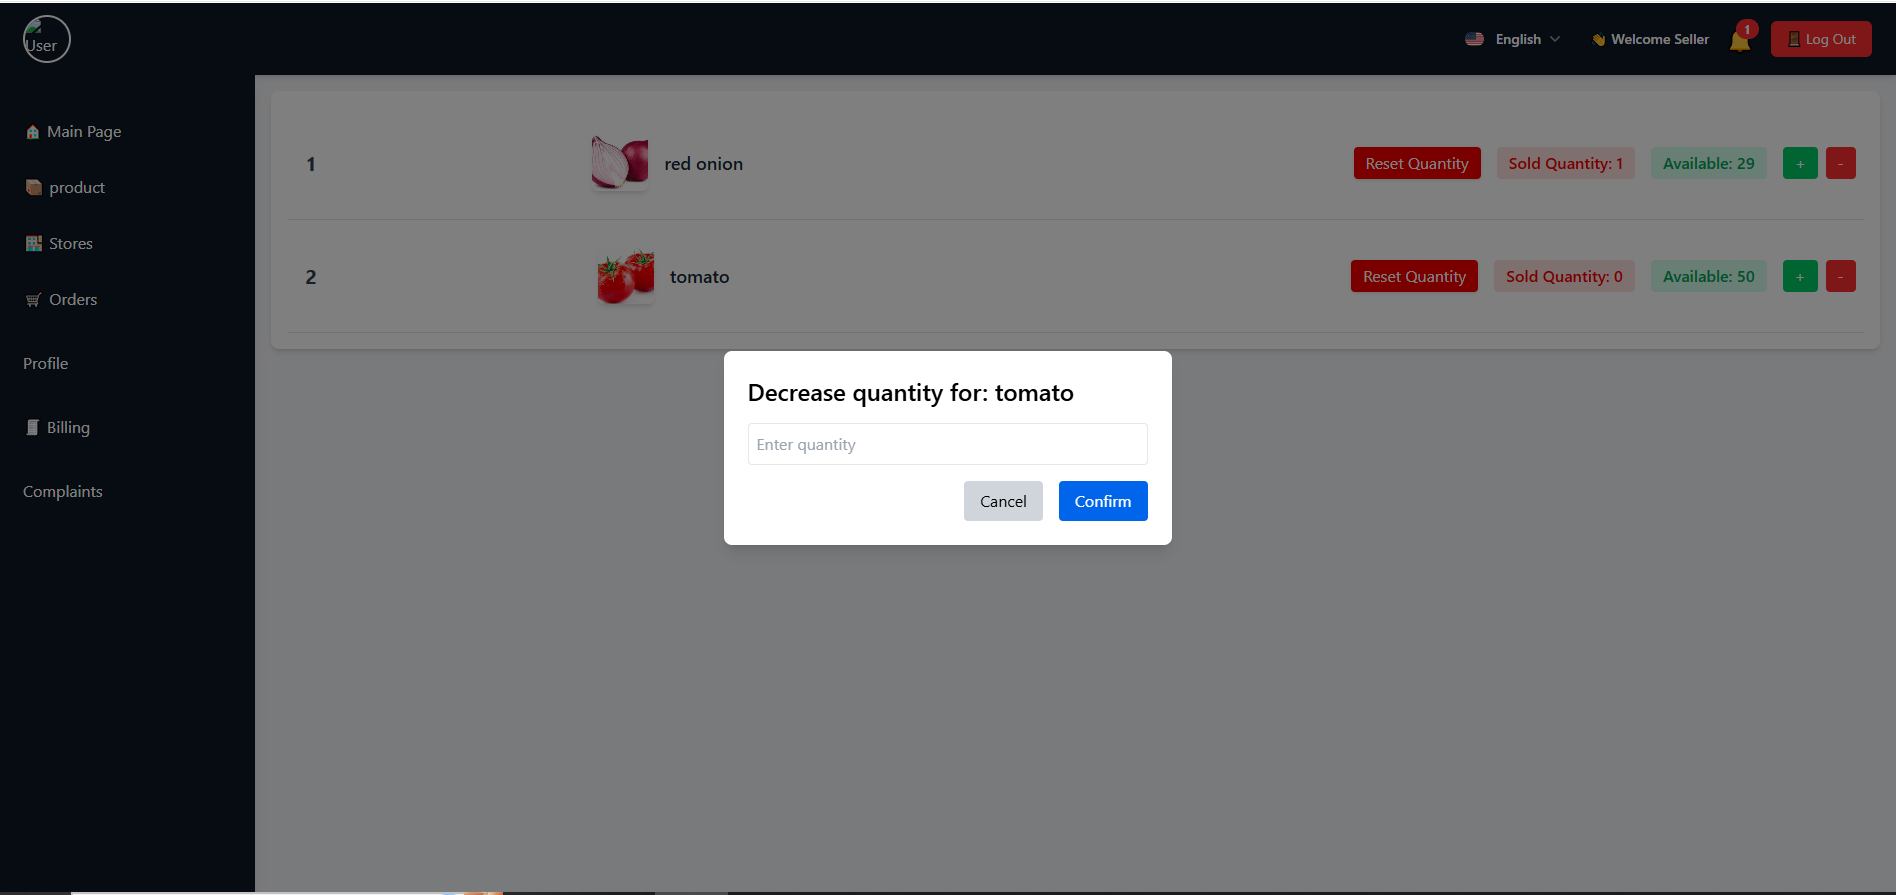 User
English
Welcome Seller
1
Log Out
Main Page
product
Stores
Orders
Profile
Billing
Complaints
1 red onion Reset Quantity Sold Quantity: 1 Available: 29 + -
2 tomato Reset Quantity Sold Quantity: 0 Available: 50 + -
Decrease quantity for: tomato
Enter quantity
Cancel Confirm